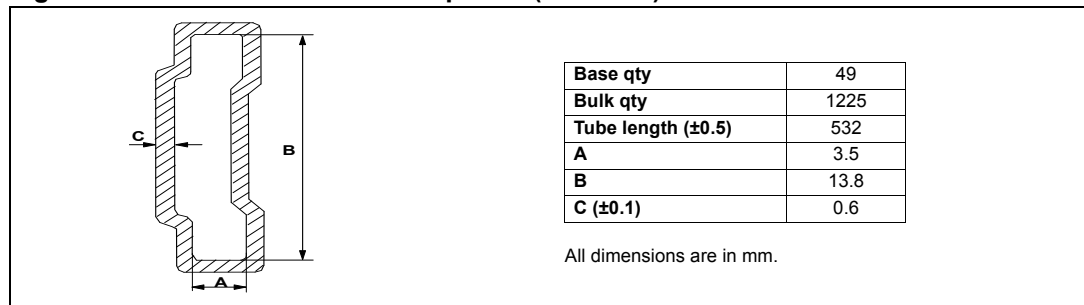 C
B
A
Base qty 49
Bulk qty 1225
Tube length (±0.5) 532
A 3.5
B 13.8
C (±0.1) 0.6
All dimensions are in mm.